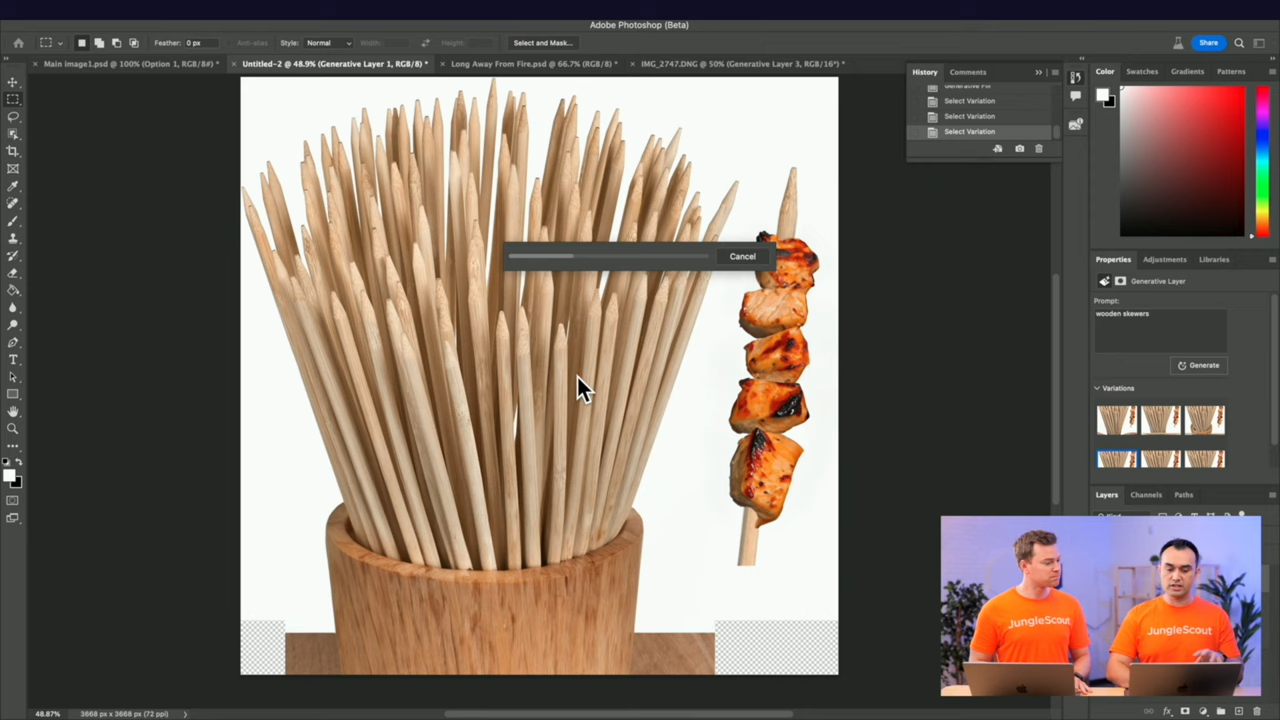 Adobe Photoshop (Beta)
Feather: 0 px Anti-alias Style: Normal Width: Height: Select and Mask... Share
× Main image1.psd @ 100% (Option 1, RGB/8#) * × Untitled-2 @ 48.9% (Generative Layer 1, RGB/8) * × Long Away From Fire.psd @ 66.7% (RGB/8) * × IMG_2747.DNG @ 50% (Generative Layer 3, RGB/16*) *
History Comments
Generative Fill
Select Variation
Select Variation
Select Variation
Color Swatches Gradients Patterns
Cancel
Properties Adjustments Libraries
Generative Layer
Prompt:
wooden skewers
Generate
Variations
Layers Channels Paths
JungleScout
JungleScout
48.87% 3668 px x 3668 px (72 ppi)